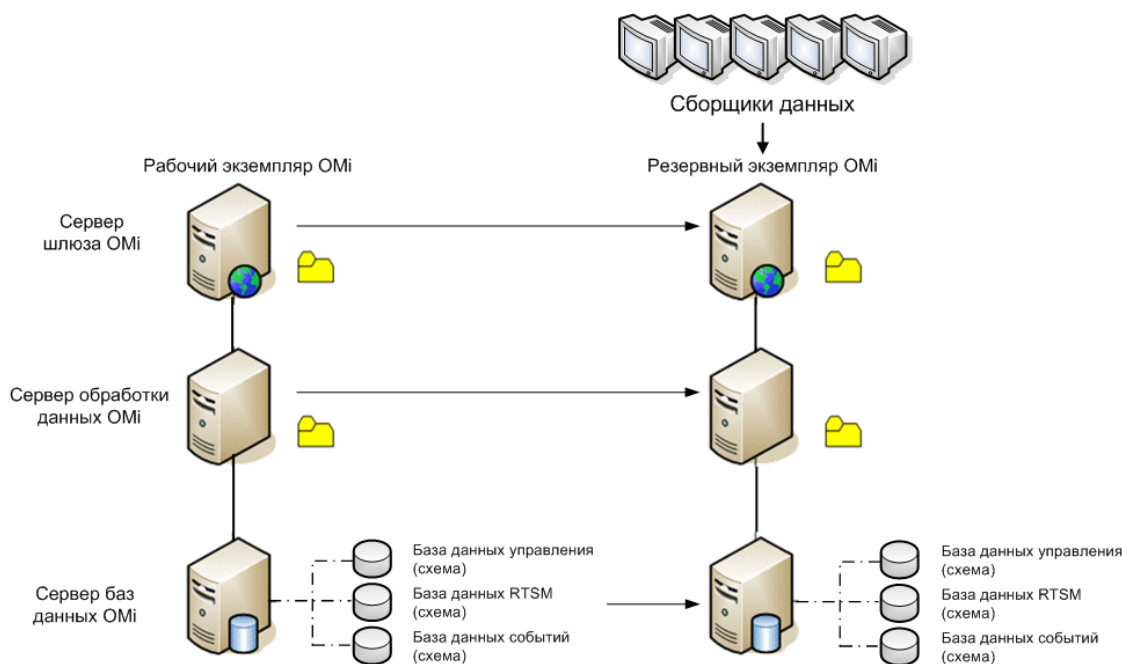 Сборщики данных
Рабочий экземпляр OMi
Резервный экземпляр OMi
Сервер
шлюза OMi
Сервер обработки
данных OMi
Сервер баз
данных OMi
База данных управления
(схема)
База данных RTSM
(схема)
База данных событий
(схема)
База данных управления
(схема)
База данных RTSM
(схема)
База данных событий
(схема)